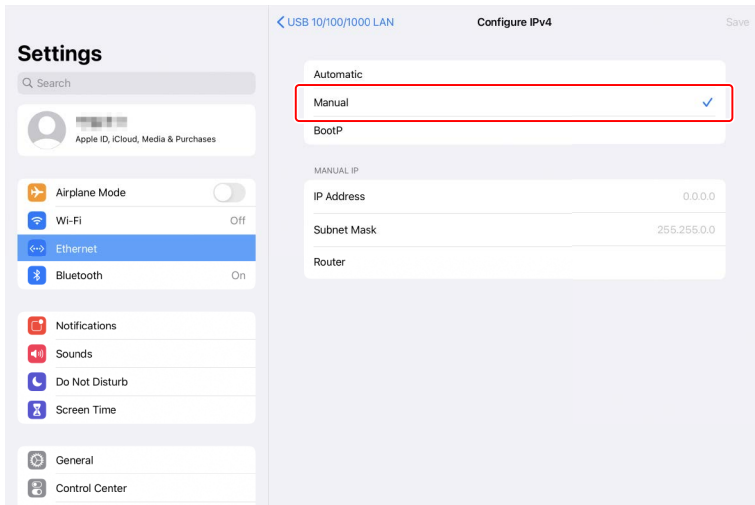 USB 10/100/1000 LAN
Configure IPv4
Save
Settings
Search
Apple ID, iCloud, Media & Purchases
Airplane Mode
Wi-Fi Off
Ethernet
Bluetooth On
Notifications
Sounds
Do Not Disturb
Screen Time
General
Control Center
Automatic
Manual
BootP
MANUAL IP
IP Address 0.0.0.0
Subnet Mask 255.255.0.0
Router